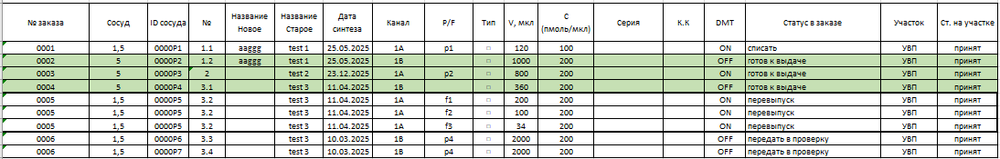 № заказа Сосуд ID сосуда № Название Новое Название Старое Дата синтеза Канал P/F Тип V, мкл С (пмоль/мкл) Серия К.К DMT Статус в заказе Участок Ст. на участке
0001 1,5 0000P1 1.1 aaggg test 1 25.05.2025 1A p1 □ 120 100 ON списать УВП принят
0002 5 0000P2 1.2 aaggg test 1 25.05.2025 1B □ 1000 200 OFF готов к выдаче УВП принят
0003 5 0000P3 2 test 2 23.12.2025 1A p2 □ 800 200 ON готов к выдаче УВП принят
0004 5 0000P4 3.1 test 3 11.04.2025 1B □ 360 200 OFF готов к выдаче УВП принят
0005 1,5 0000P5 3.2 test 3 11.04.2025 1A f1 □ 200 200 ON перевыпуск УВП принят
0005 1,5 0000P5 3.2 test 3 11.04.2025 1A f2 □ 100 200 ON перевыпуск УВП принят
0005 1,5 0000P5 3.2 test 3 11.04.2025 1A f3 □ 34 200 ON перевыпуск УВП принят
0006 1,5 0000P6 3.3 test 3 10.03.2025 1B p4 □ 2000 200 OFF передать в проверку УВП принят
0006 1,5 0000P7 3.4 test 3 10.03.2025 1B p4 □ 2000 200 OFF передать в проверку УВП принят